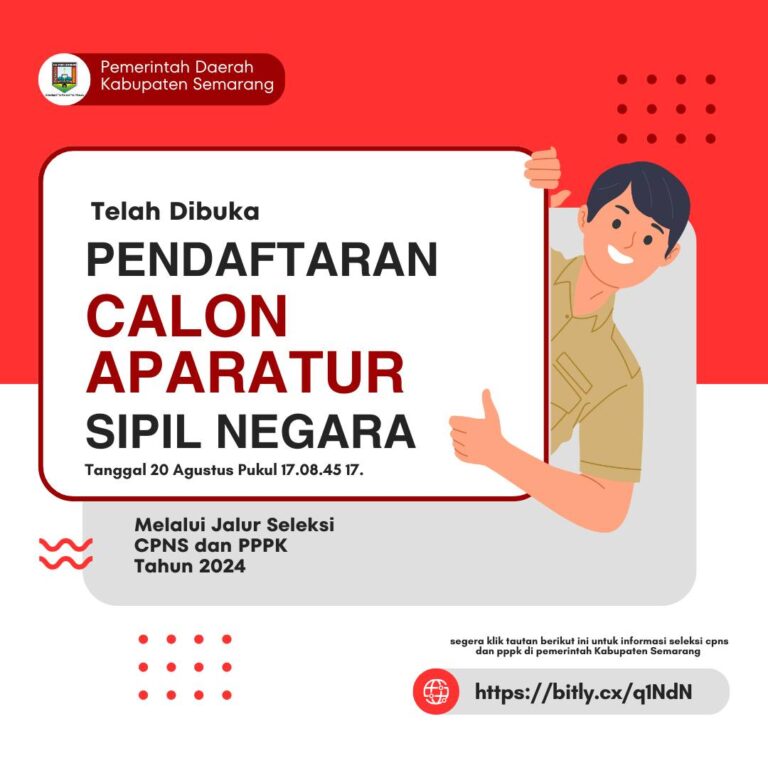 Pemerintah Daerah
Kabupaten Semarang
Telah Dibuka
PENDAFTARAN
CALON
APARATUR
SIPIL NEGARA
Tanggal 20 Agustus Pukul 17.08.45 17.
Melalui Jalur Seleksi
CPNS dan PPPK
Tahun 2024
segera klik tautan berikut ini untuk informasi seleksi cpns
dan pppk di pemerintah Kabupaten Semarang
https://bitly.cx/q1NdN